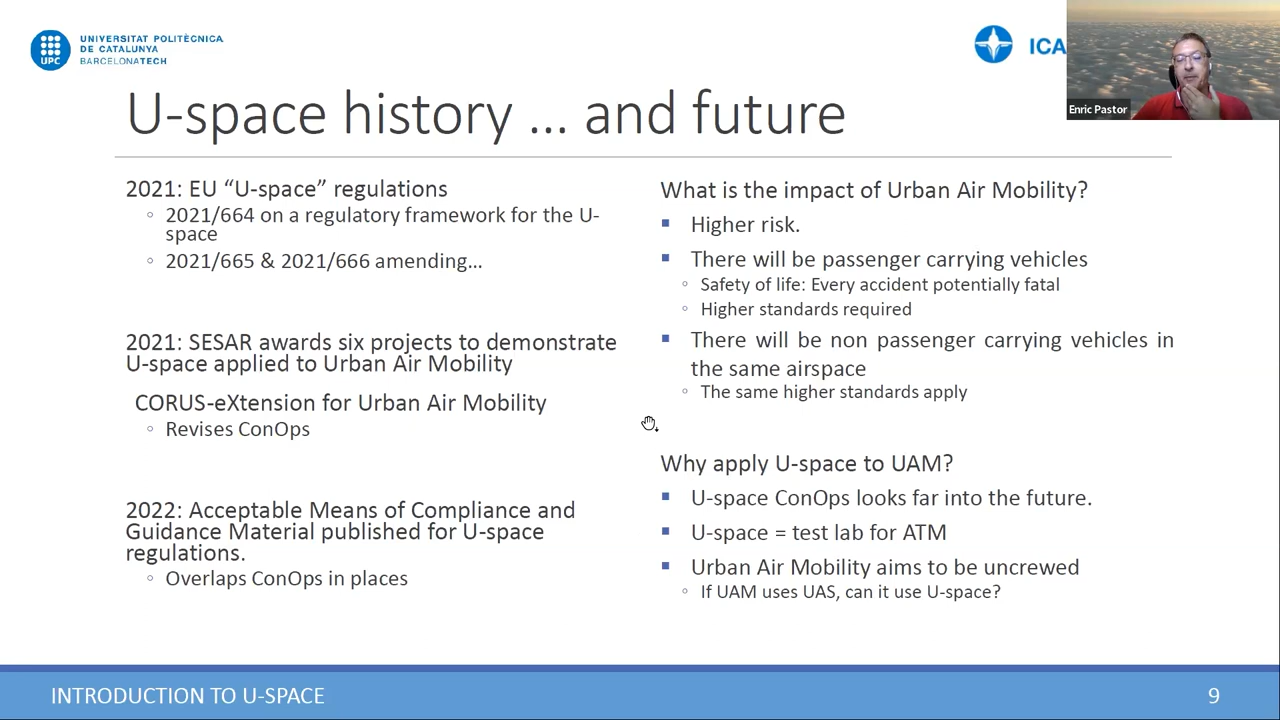 UNIVERSITAT POLITÈCNICA
DE CATALUNYA
BARCELONATECH
UPC
ICA
Enric Pastor
U-space history … and future
2021: EU “U-space” regulations
2021/664 on a regulatory framework for the U-
space
2021/665 & 2021/666 amending…
2021: SESAR awards six projects to demonstrate
U-space applied to Urban Air Mobility
CORUS-eXtension for Urban Air Mobility
Revises ConOps
2022: Acceptable Means of Compliance and
Guidance Material published for U-space
regulations.
Overlaps ConOps in places
What is the impact of Urban Air Mobility?
Higher risk.
There will be passenger carrying vehicles
Safety of life: Every accident potentially fatal
Higher standards required
There will be non passenger carrying vehicles in
the same airspace
The same higher standards apply
Why apply U-space to UAM?
U-space ConOps looks far into the future.
U-space = test lab for ATM
Urban Air Mobility aims to be uncrewed
If UAM uses UAS, can it use U-space?
INTRODUCTION TO U-SPACE
9